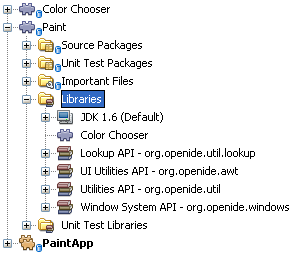 Color Chooser
Paint
Source Packages
Unit Test Packages
Important Files
Libraries
JDK 1.6 (Default)
Color Chooser
Lookup API - org.openide.util.lookup
UI Utilities API - org.openide.awt
Utilities API - org.openide.util
Window System API - org.openide.windows
Unit Test Libraries
PaintApp